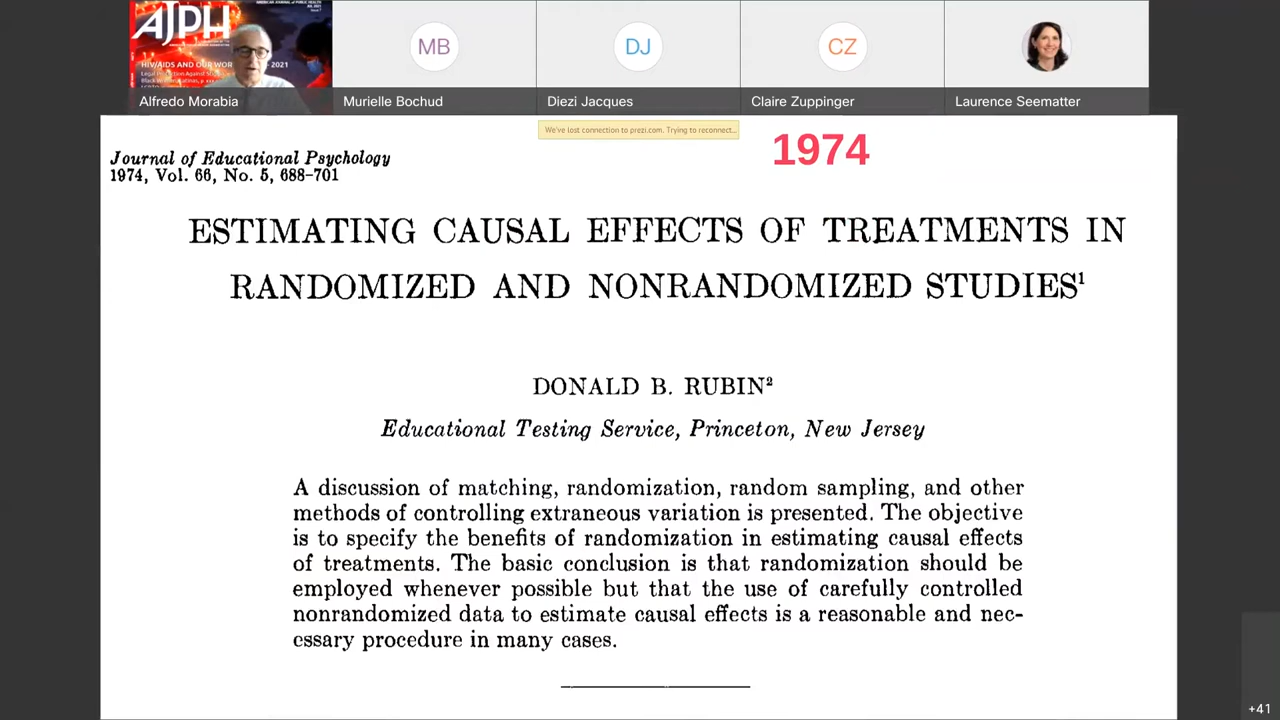 AJPH
HIV/AIDS AND OUR WOR
2021
MB
DJ
CZ
Alfredo Morabia
Murielle Bochud
Diezi Jacques
Claire Zuppinger
Laurence Seematter
We've lost connection to prezi.com. Trying to reconnect...
1974
Journal of Educational Psychology
1974, Vol. 66, No. 5, 688-701
ESTIMATING CAUSAL EFFECTS OF TREATMENTS IN
RANDOMIZED AND NONRANDOMIZED STUDIES¹
DONALD B. RUBIN²
Educational Testing Service, Princeton, New Jersey
A discussion of matching, randomization, random sampling, and other
methods of controlling extraneous variation is presented. The objective
is to specify the benefits of randomization in estimating causal effects
of treatments. The basic conclusion is that randomization should be
employed whenever possible but that the use of carefully controlled
nonrandomized data to estimate causal effects is a reasonable and nec-
essary procedure in many cases.
+41